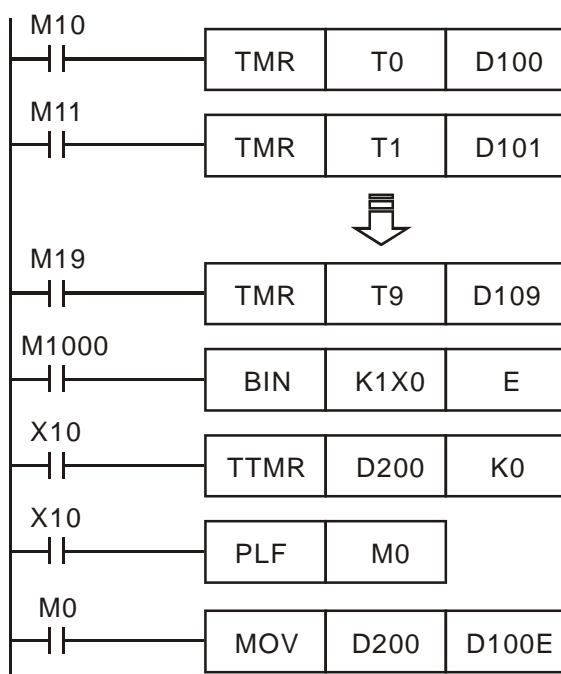 M10
TMR T0 D100
M11
TMR T1 D101
M19
TMR T9 D109
M1000
BIN K1X0 E
X10
TTMR D200 K0
X10
PLF M0
M0
MOV D200 D100E